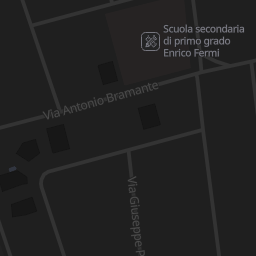 Scuola secondaria
di primo grado
Enrico Fermi
Via Antonio Bramante
Via Giuseppe